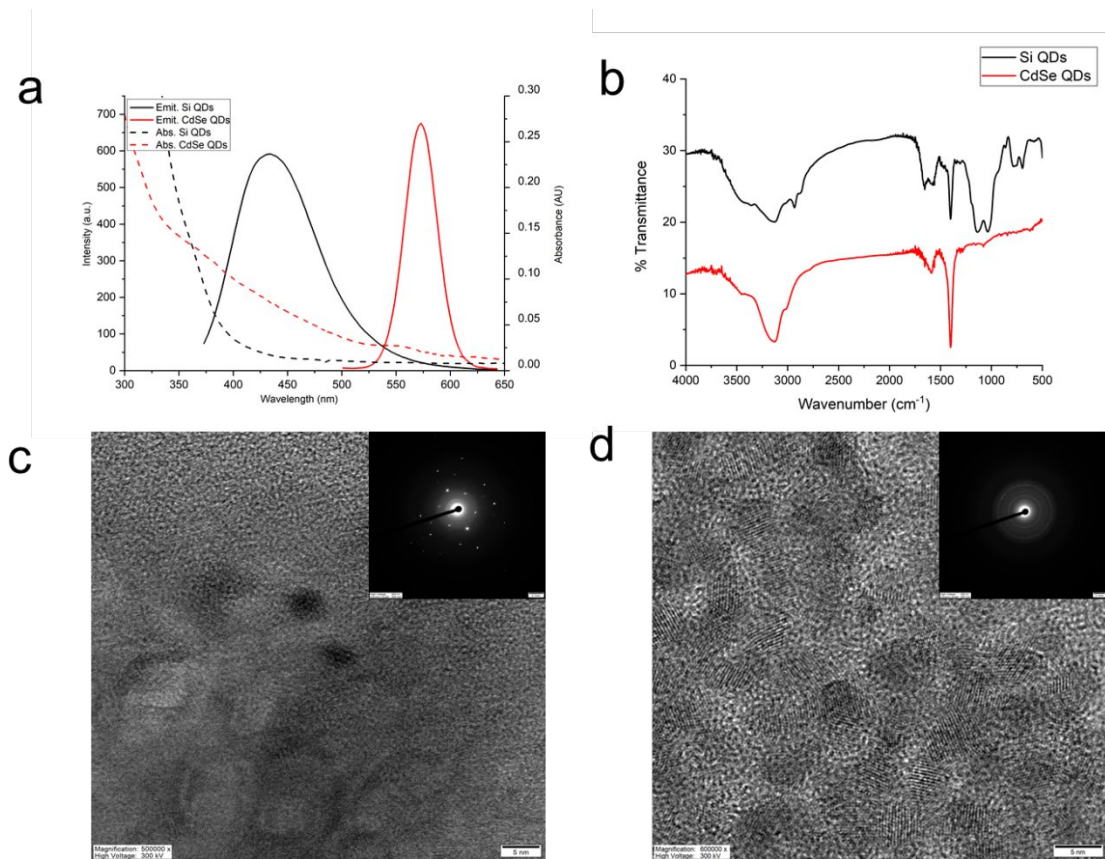 a
Emit. Si QDs
Emit. CdSe QDs
Abs. Si QDs
Abs. CdSe QDs
Intensity (a.u.)
700
600
500
400
300
200
100
0
0.30
0.25
0.20
0.15
0.10
0.05
0.00
Absorbance (AU)
300 350 400 450 500 550 600 650
Wavelength (nm)
b
Si QDs
CdSe QDs
% Transmittance
40
30
20
10
0
4000 3500 3000 2500 2000 1500 1000 500
Wavenumber (cm-1)
c
Magnification: 500000 x
High Voltage: 300 kV
5 nm
d
Magnification: 600000 x
High Voltage: 300 kV
5 nm